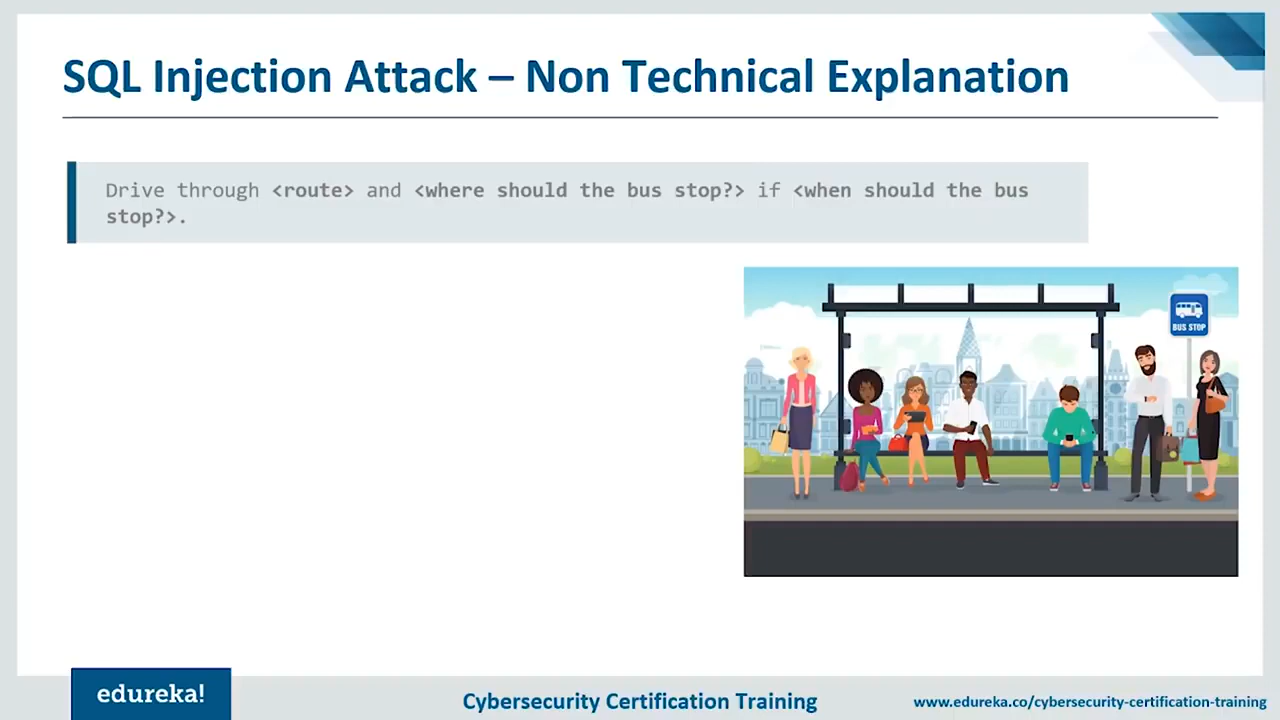 SQL Injection Attack – Non Technical Explanation
Drive through <route> and <where should the bus stop?> if <when should the bus
stop?>.
BUS STOP
edureka!
Cybersecurity Certification Training
www.edureka.co/cybersecurity-certification-training